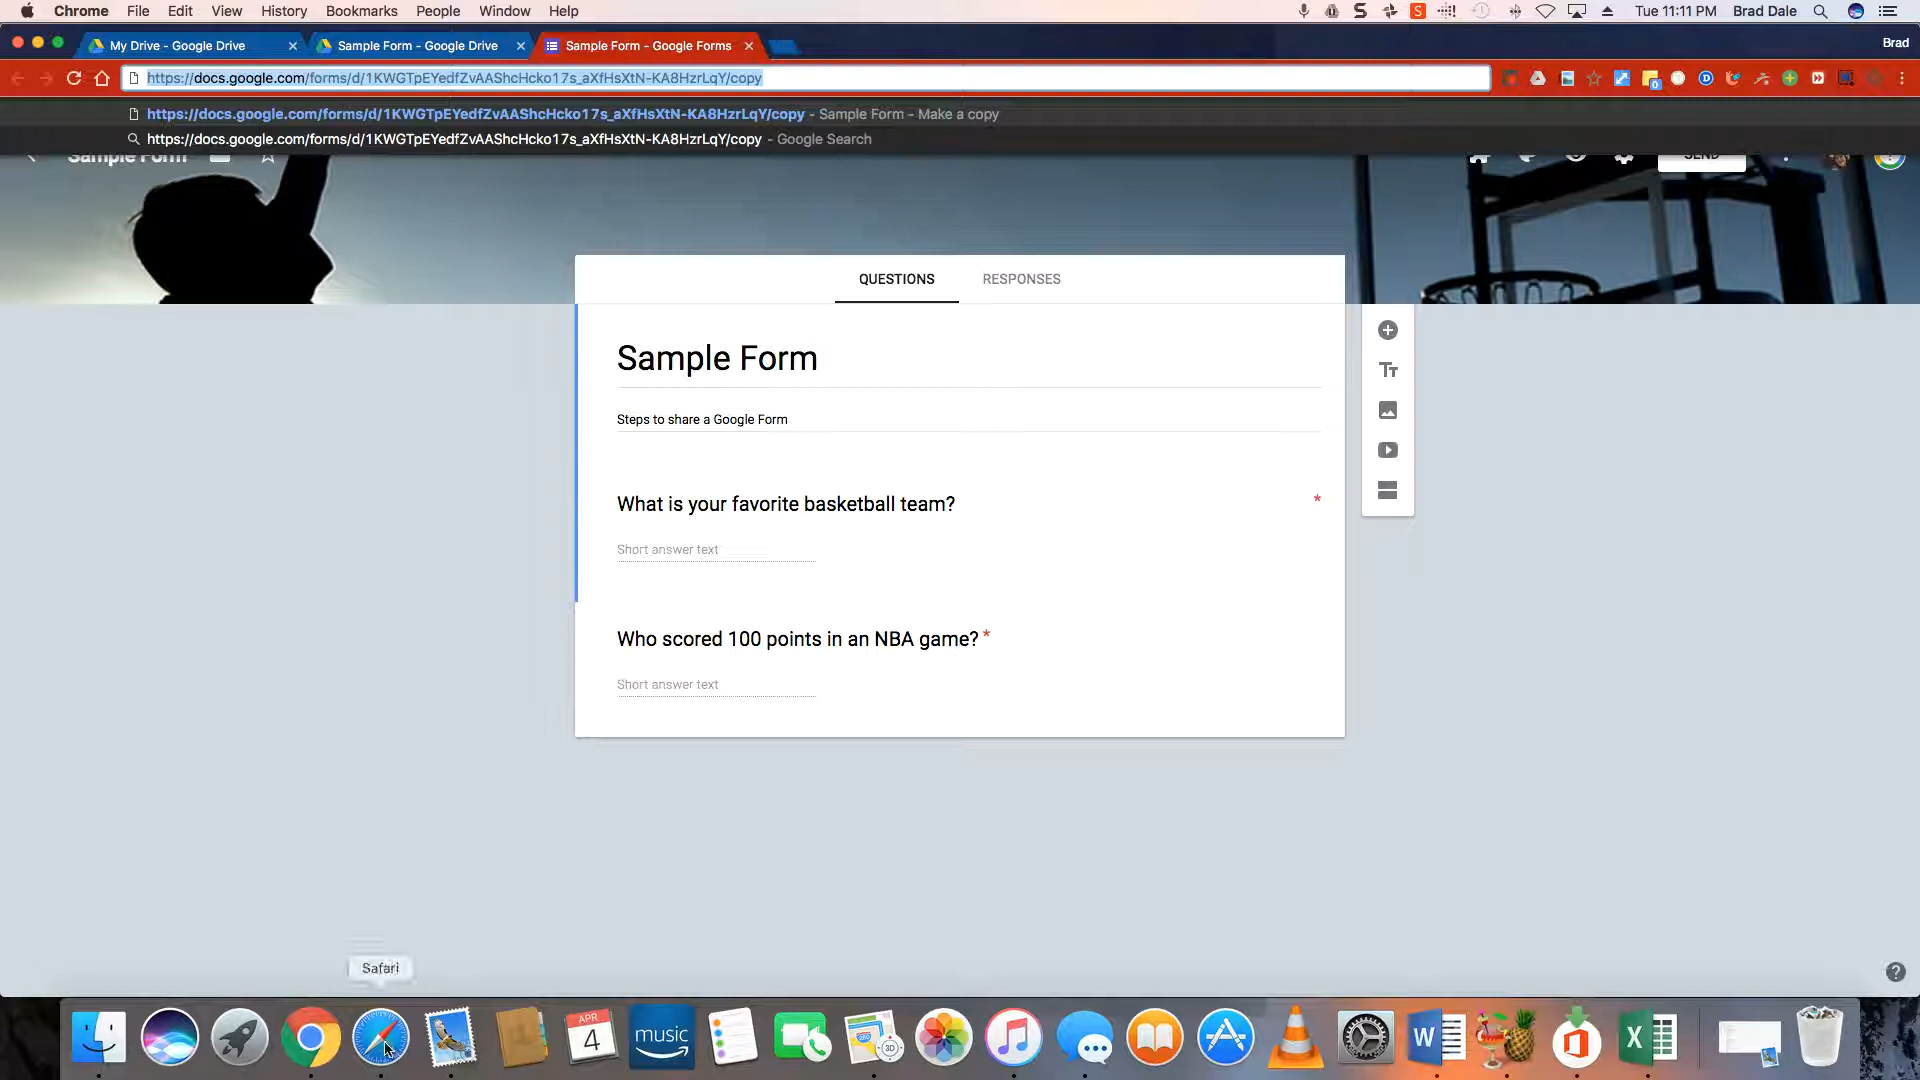 Chrome File Edit View History Bookmarks People Window Help
Tue 11:11 PM Brad Dale
My Drive - Google Drive
Sample Form - Google Drive
Sample Form - Google Forms
Brad
https://docs.google.com/forms/d/1KWGTpEYedfZvAAShcHcko17s_aXfHsXtN-KA8HzrLqY/copy
https://docs.google.com/forms/d/1KWGTpEYedfZvAAShcHcko17s_aXfHsXtN-KA8HzrLqY/copy - Sample Form - Make a copy
https://docs.google.com/forms/d/1KWGTpEYedfZvAAShcHcko17s_aXfHsXtN-KA8HzrLqY/copy - Google Search
Sample Form
SEND
QUESTIONS
RESPONSES
Sample Form
Steps to share a Google Form
What is your favorite basketball team? *
Short answer text
Who scored 100 points in an NBA game? *
Short answer text
Safari
APR
4
music
3D
W
X